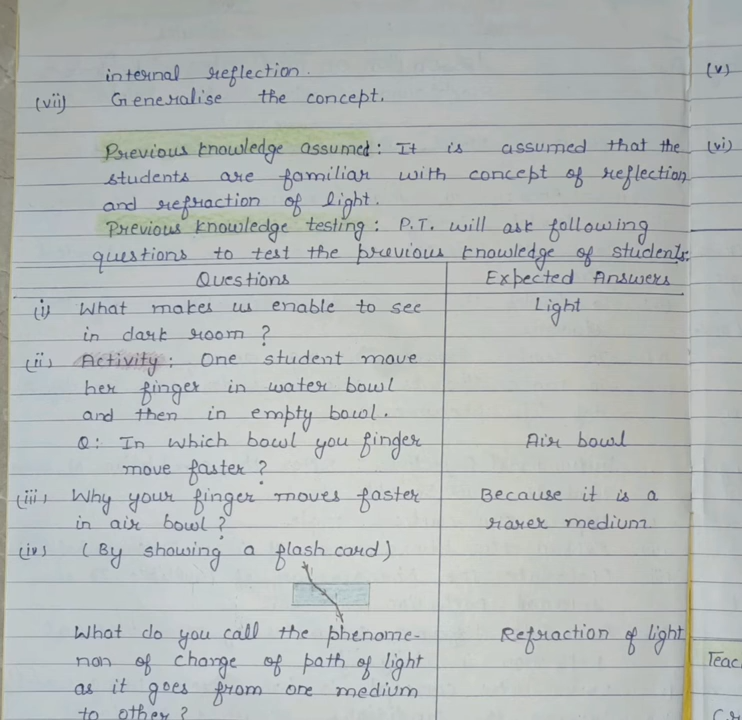 internal reflection.
(vii) Generalise the concept.
Previous knowledge assumed: It is assumed that the
students are familiar with concept of reflection
and refraction of light.
Previous knowledge testing: P.T. will ask following
questions to test the previous knowledge of students.
Questions Expected Answers
(i) What makes us enable to see Light
in dark room?
(ii) Activity: One student move
her finger in water bowl
and then in empty bowl.
Q: In which bowl you finger Air bowl
move faster?
(iii) Why your finger moves faster Because it is a
in air bowl? rarer medium
(iv) (By showing a flash card)
What do you call the phenome- Refraction of light
non of change of path of light
as it goes from one medium
to other?
(v)
(vi)
Teac